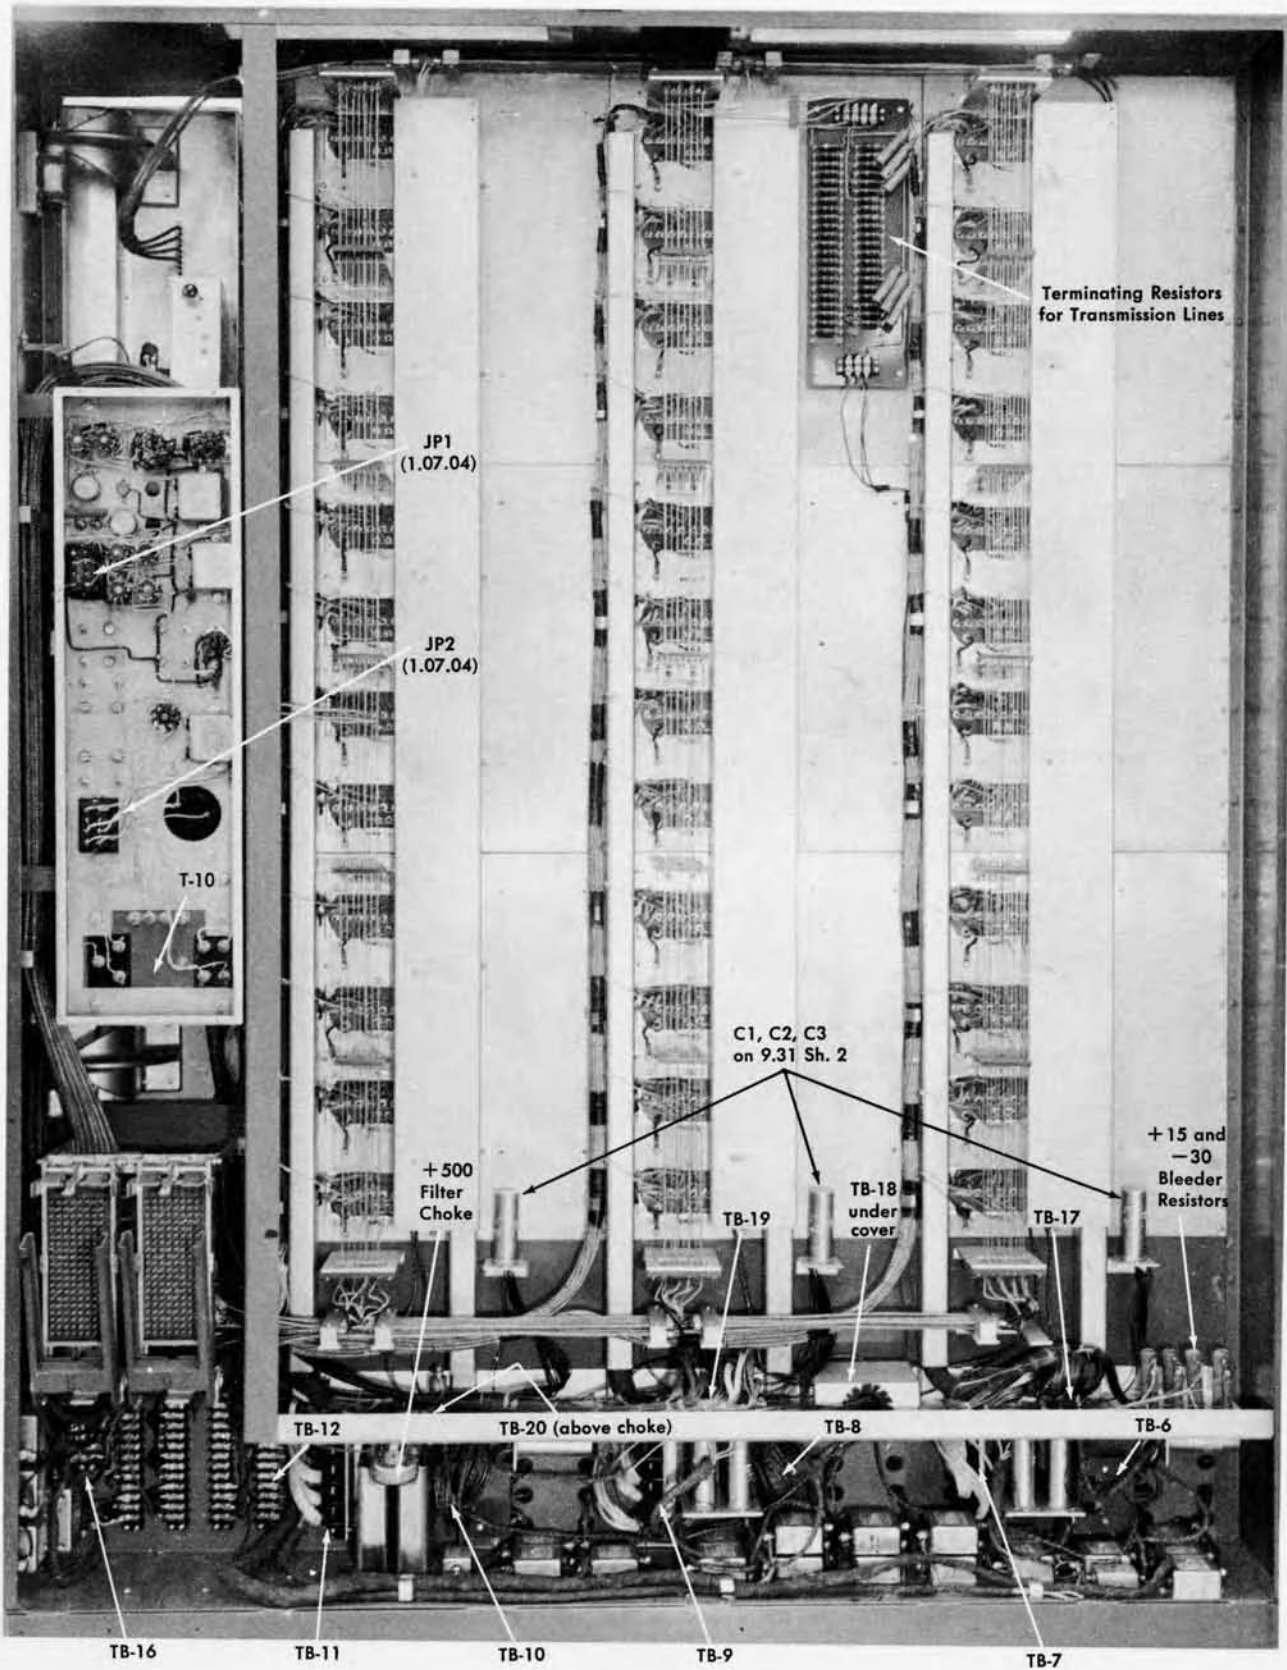 Terminating Resistors
for Transmission Lines
JP1
(1.07.04)
JP2
(1.07.04)
T-10
C1, C2, C3
on 9.31 Sh. 2
+15 and
−30
Bleeder
Resistors
+500
Filter
Choke
TB-18
under
cover
TB-19
TB-17
TB-12
TB-20 (above choke)
TB-8
TB-6
TB-16
TB-11
TB-10
TB-9
TB-7